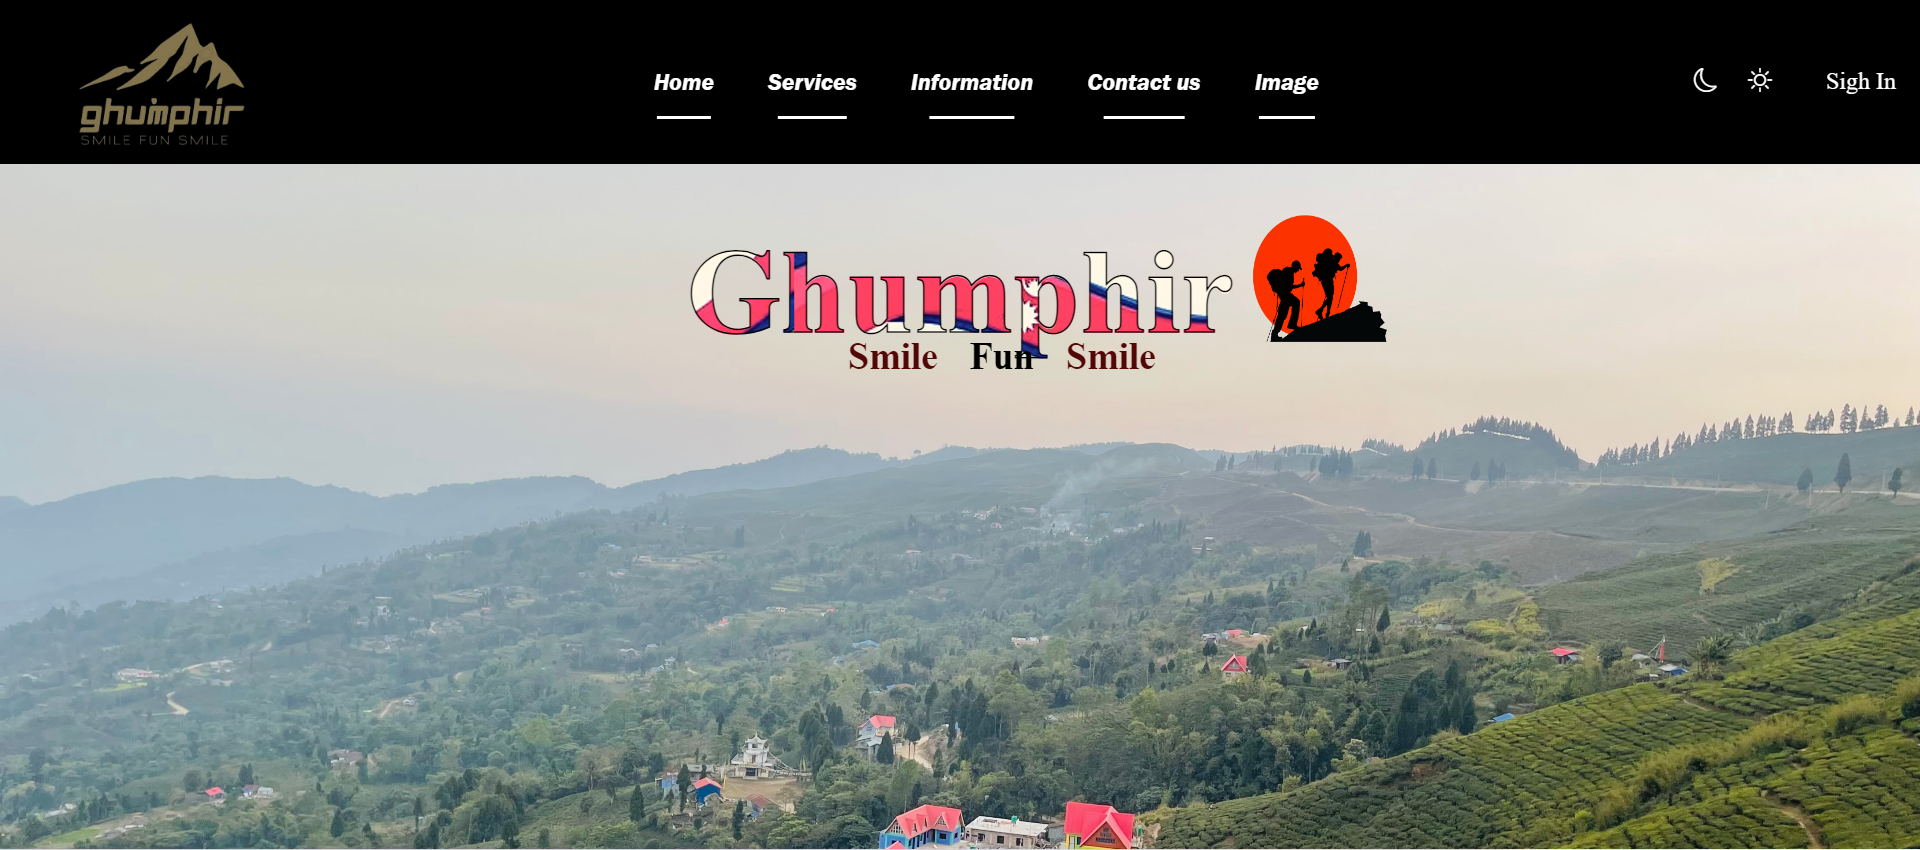 ghumphir
SMILE FUN SMILE
Home Services Information Contact us Image
Sigh In
Ghumphir
Smile Fun Smile